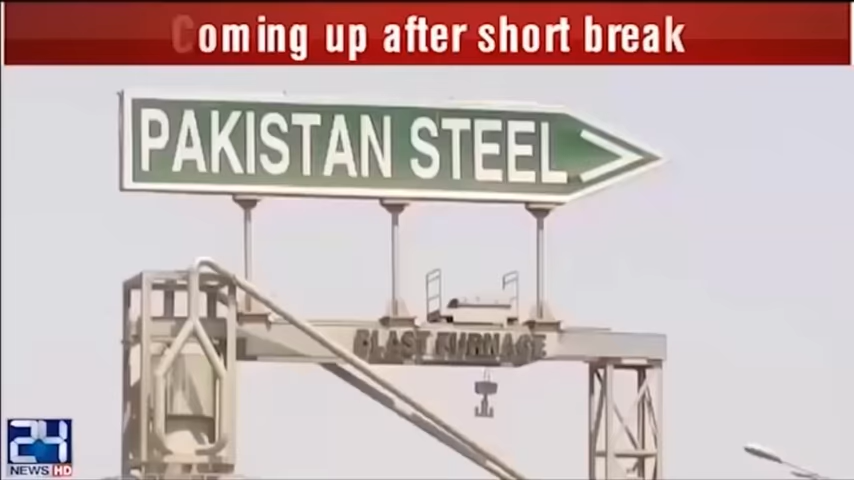 Coming up after short break
PAKISTAN STEEL
BLAST FURNACE
24
NEWS HD